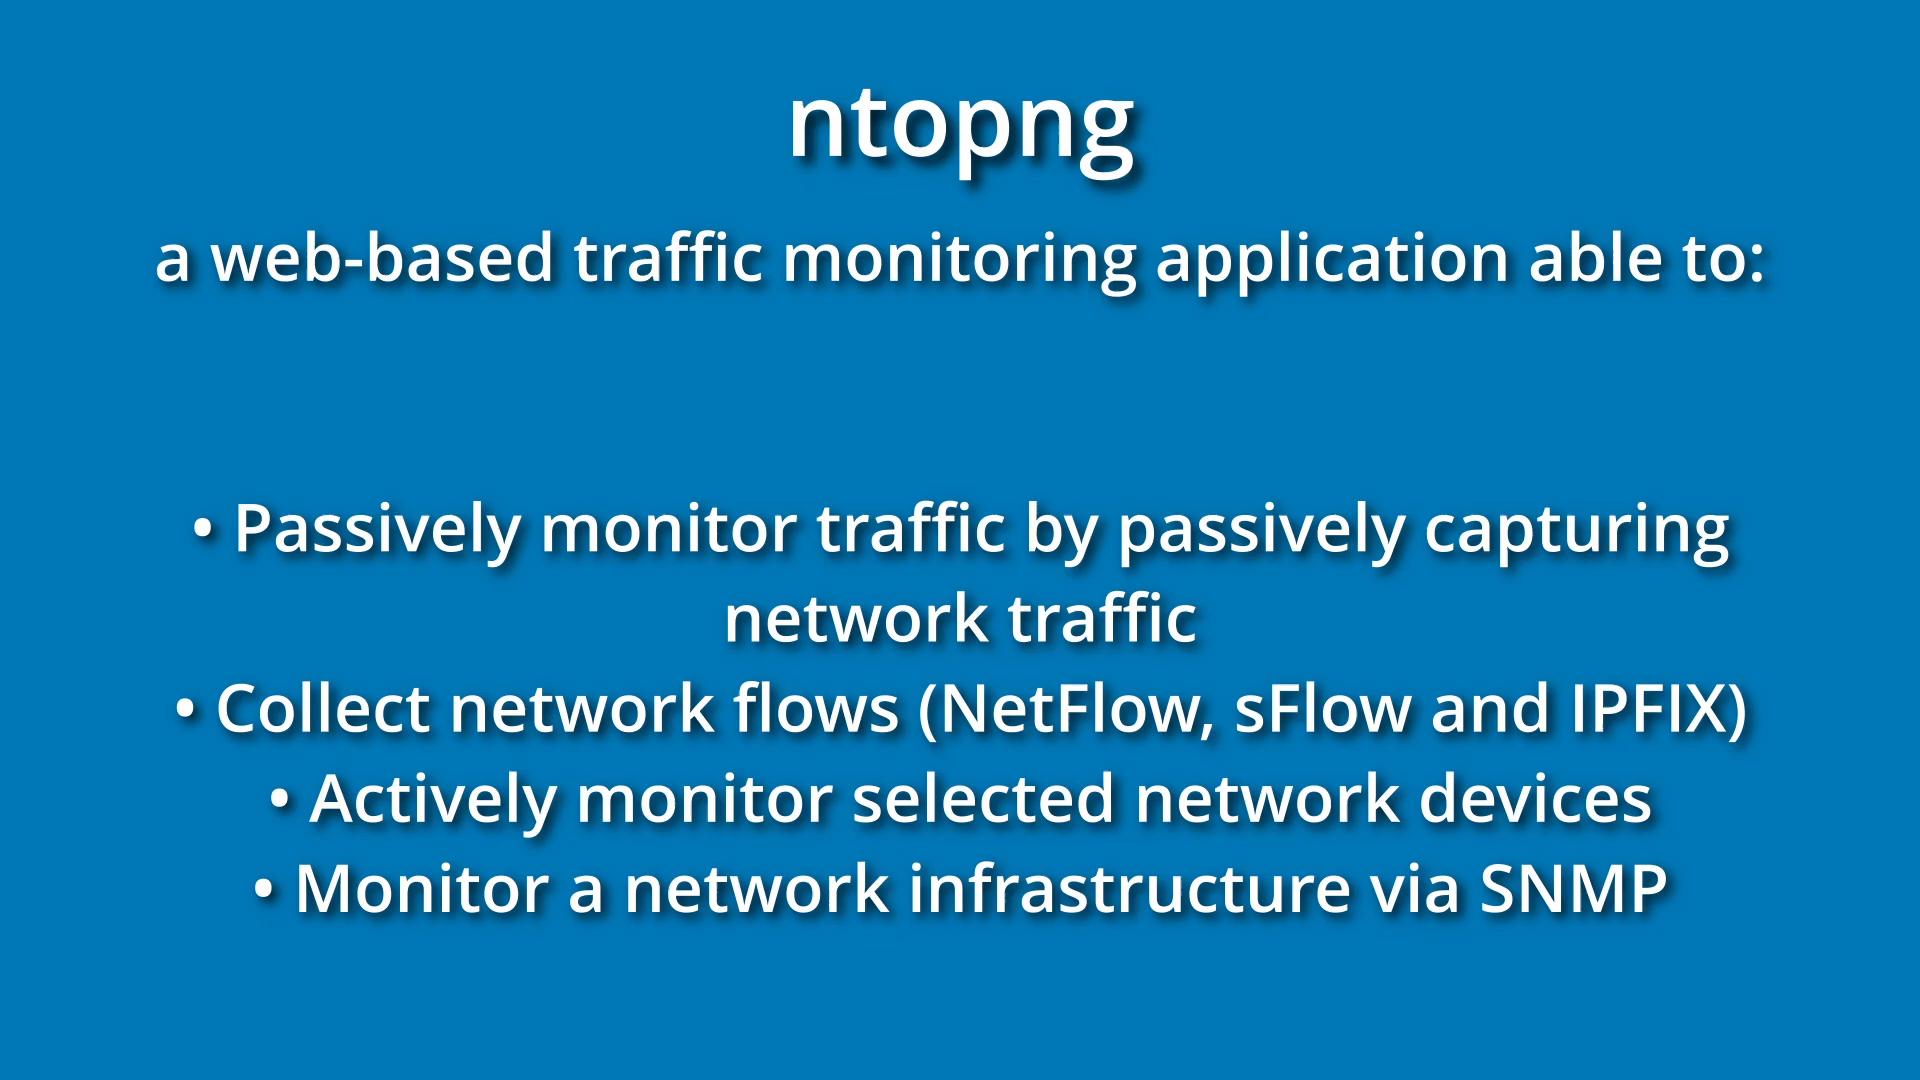 ntopng
a web-based traffic monitoring application able to:
• Passively monitor traffic by passively capturing
network traffic
• Collect network flows (NetFlow, sFlow and IPFIX)
• Actively monitor selected network devices
• Monitor a network infrastructure via SNMP